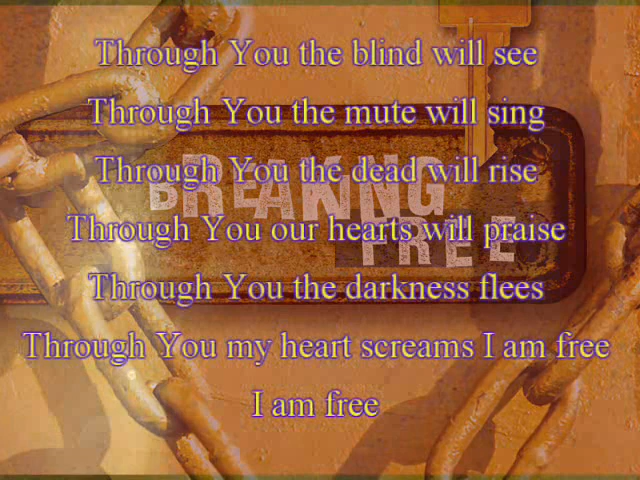 Through You the blind will see
Through You the mute will sing
Through You the dead will rise
BREAKING
Through You our hearts will praise
FREE
Through You the darkness flees
Through You my heart screams I am free
I am free